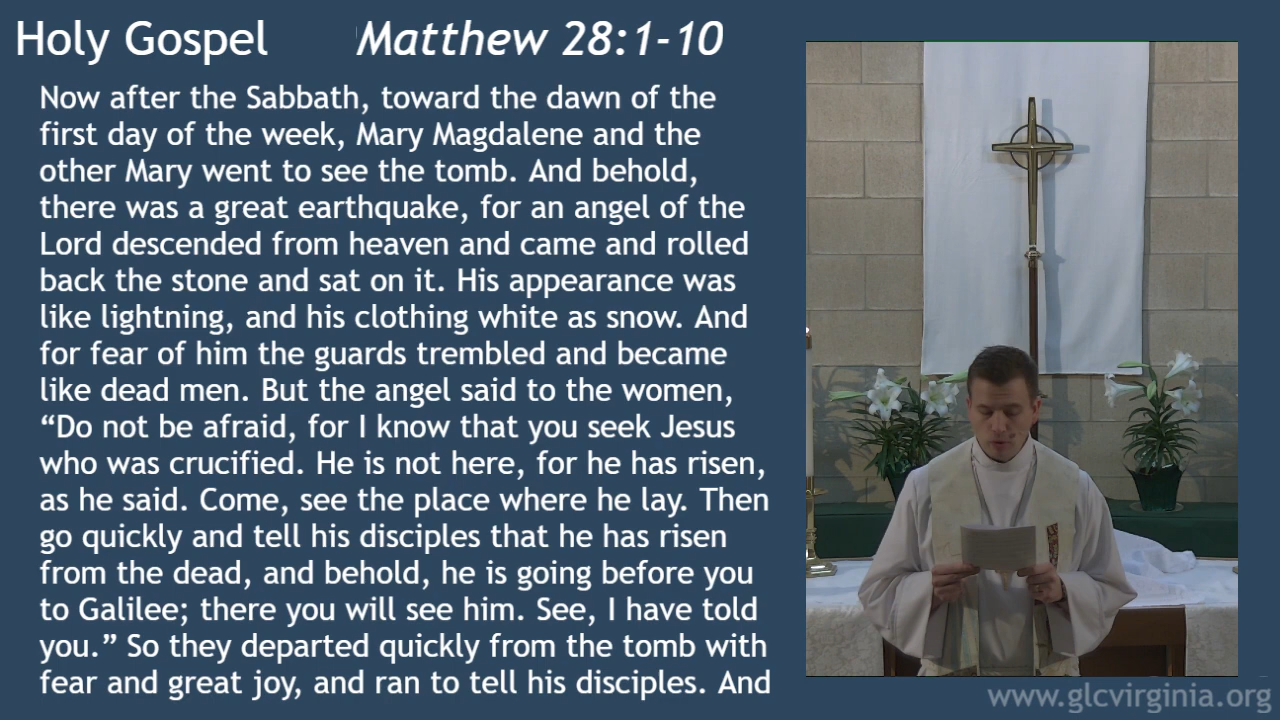 Holy Gospel Matthew 28:1-10
Now after the Sabbath, toward the dawn of the
first day of the week, Mary Magdalene and the
other Mary went to see the tomb. And behold,
there was a great earthquake, for an angel of the
Lord descended from heaven and came and rolled
back the stone and sat on it. His appearance was
like lightning, and his clothing white as snow. And
for fear of him the guards trembled and became
like dead men. But the angel said to the women,
“Do not be afraid, for I know that you seek Jesus
who was crucified. He is not here, for he has risen,
as he said. Come, see the place where he lay. Then
go quickly and tell his disciples that he has risen
from the dead, and behold, he is going before you
to Galilee; there you will see him. See, I have told
you.” So they departed quickly from the tomb with
fear and great joy, and ran to tell his disciples. And
www.glcvirginia.org